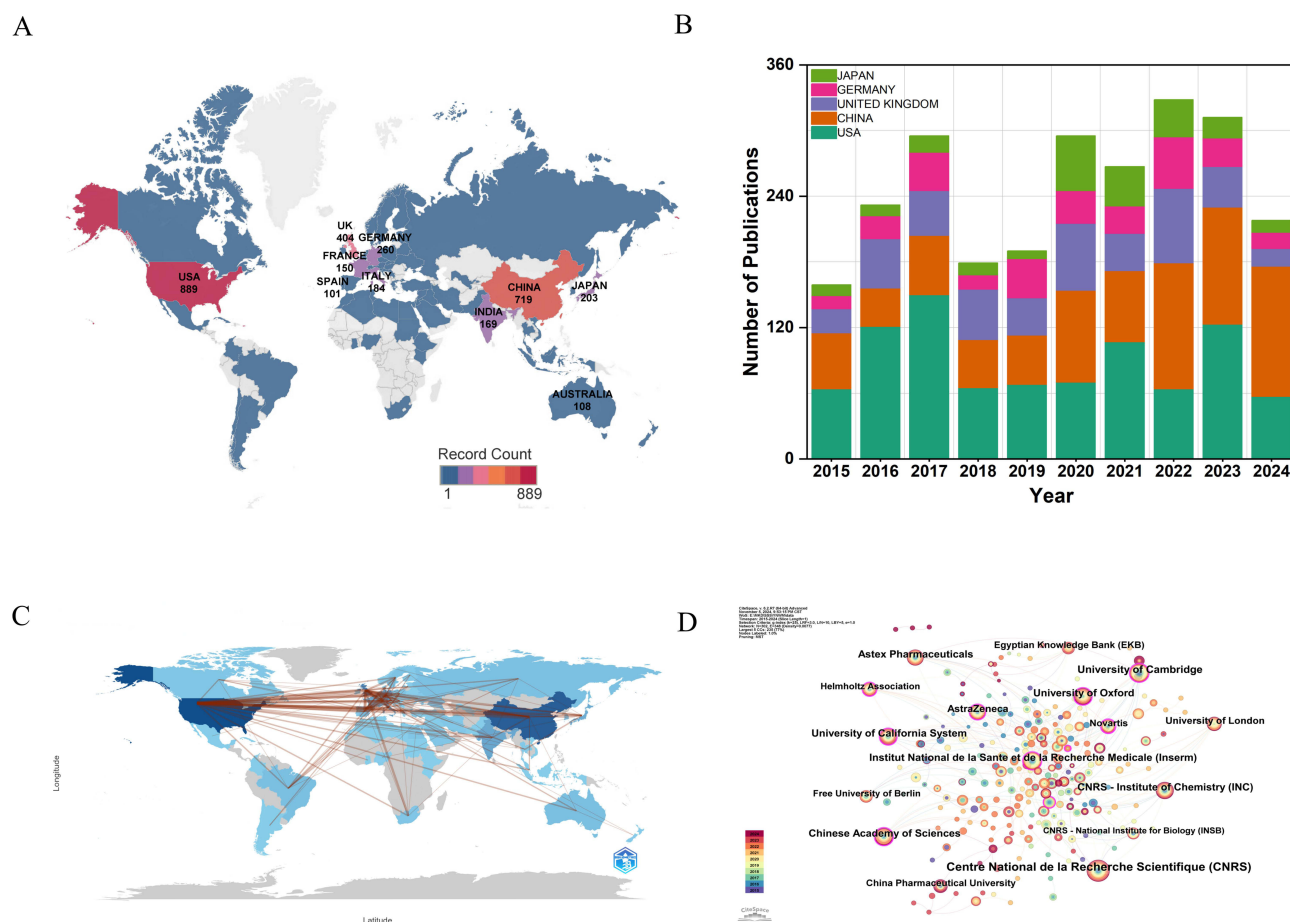 A
UK
404
GERMANY
260
FRANCE
150
ITALY
184
SPAIN
101
USA
889
CHINA
719
JAPAN
203
INDIA
169
AUSTRALIA
108
Record Count
1 889
B
Number of Publications
360
240
120
0
JAPAN
GERMANY
UNITED KINGDOM
CHINA
USA
2015 2016 2017 2018 2019 2020 2021 2022 2023 2024
Year
C
Longitude
Latitude
D
Astex Pharmaceuticals
Egyptian Knowledge Bank (EKB)
University of Cambridge
Helmholtz Association
University of Oxford
AstraZeneca
Novartis
University of London
University of California System
Institut National de la Sante et de la Recherche Medicale (Inserm)
CNRS - Institute of Chemistry (INC)
Free University of Berlin
Chinese Academy of Sciences
CNRS - National Institute for Biology (INSB)
Centre National de la Recherche Scientifique (CNRS)
China Pharmaceutical University
CiteSpace